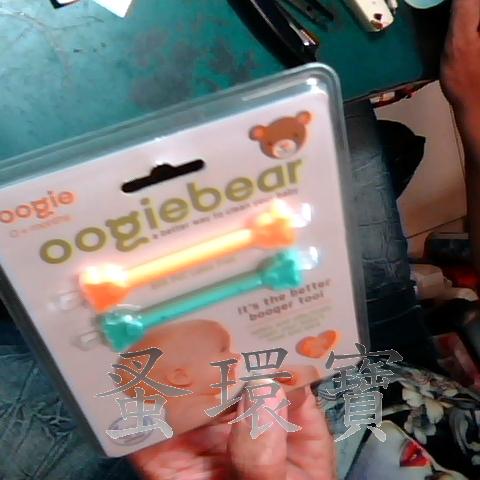 oogie
0 + months
oogiebear
a better way to clean your baby
It's the better
booger tool
蚤環寶